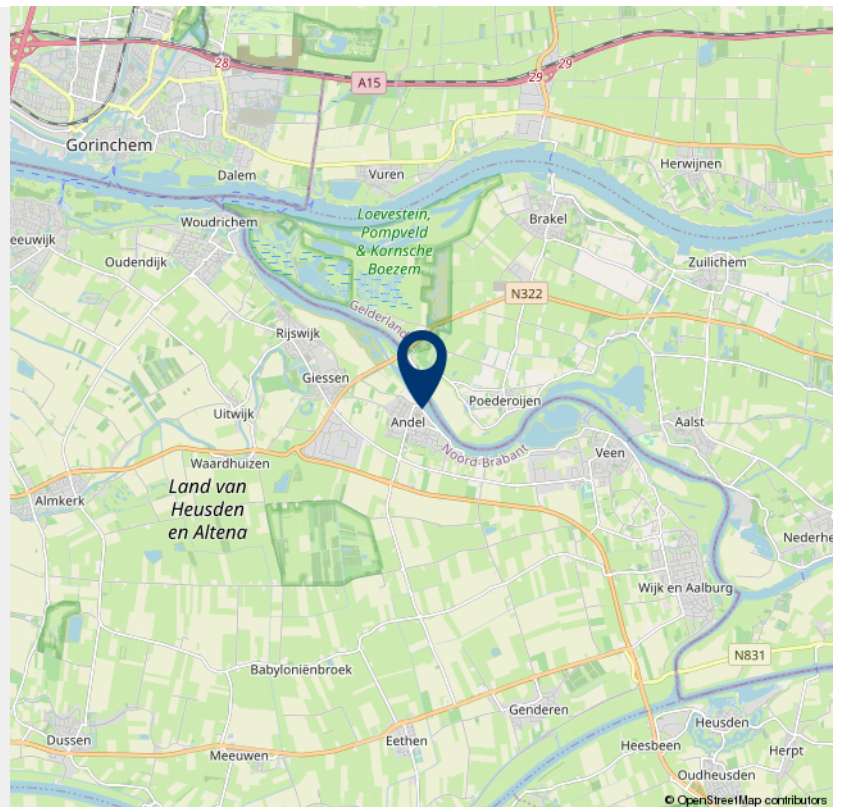 28
A15
29
29
Gorinchem
Dalem
Vuren
Herwijnen
Woudrichem
Loevestein,
Pompveld
& Kornsche
Boezem
Brakel
eeuwijk
Oudendijk
Zuilichem
N322
Gelderland
Rijswijk
Giessen
Poederoijen
Uitwijk
Andel
Aalst
Noord-Brabant
Veen
Waardhuizen
Almkerk
Land van
Heusden
en Altena
Nederhe
Wijk en Aalburg
N831
Babyloniënbroek
Genderen
Heusden
Dussen
Eethen
Heesbeen
Herpt
Meeuwen
Oudheusden
© OpenStreetMap contributors